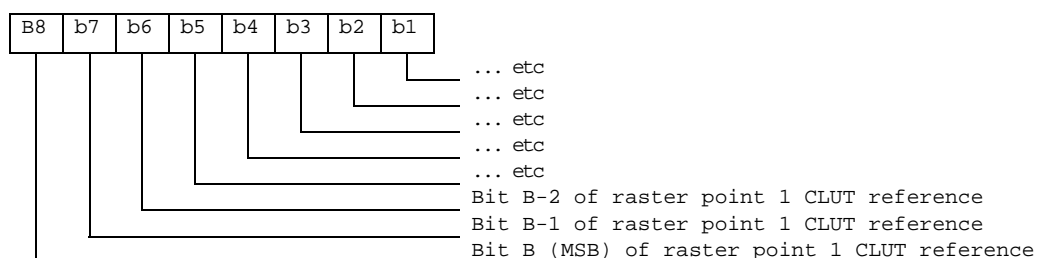 B8 b7 b6 b5 b4 b3 b2 b1
... etc
... etc
... etc
... etc
... etc
Bit B-2 of raster point 1 CLUT reference
Bit B-1 of raster point 1 CLUT reference
Bit B (MSB) of raster point 1 CLUT reference